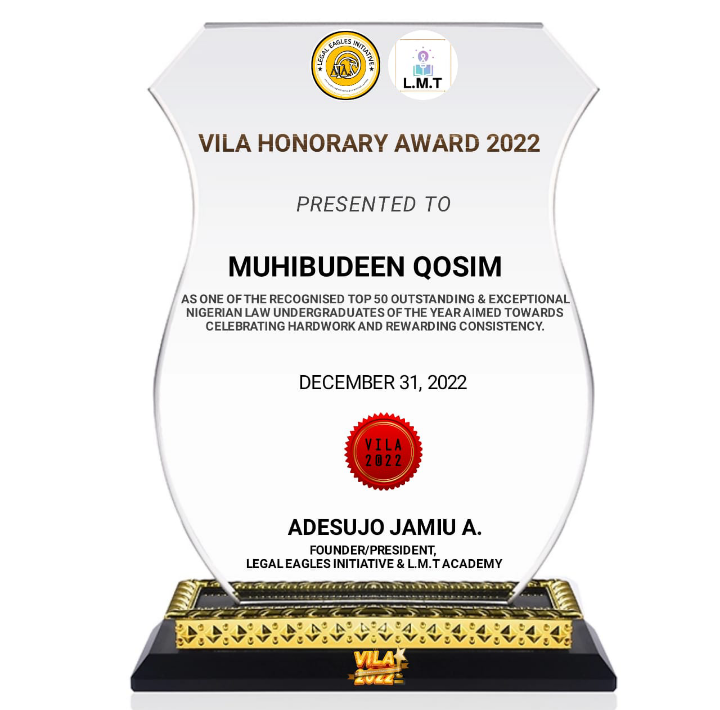 LEGAL EAGLES INITIATIVE
L.M.T
VILA HONORARY AWARD 2022
PRESENTED TO
MUHIBUDEEN QOSIM
AS ONE OF THE RECOGNISED TOP 50 OUTSTANDING & EXCEPTIONAL
NIGERIAN LAW UNDERGRADUATES OF THE YEAR AIMED TOWARDS
CELEBRATING HARDWORK AND REWARDING CONSISTENCY.
DECEMBER 31, 2022
VILA
2022
ADESUJO JAMIU A.
FOUNDER/PRESIDENT,
LEGAL EAGLES INITIATIVE & L.M.T ACADEMY
VILA
2022